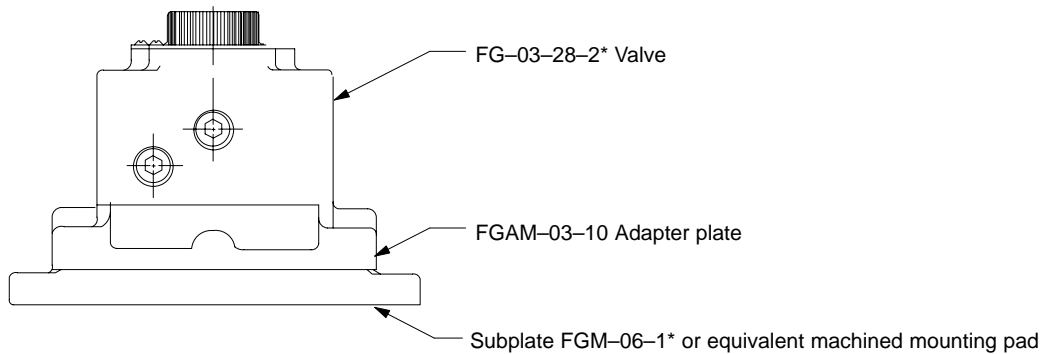 FG–03–28–2* Valve
FGAM–03–10 Adapter plate
Subplate FGM–06–1* or equivalent machined mounting pad